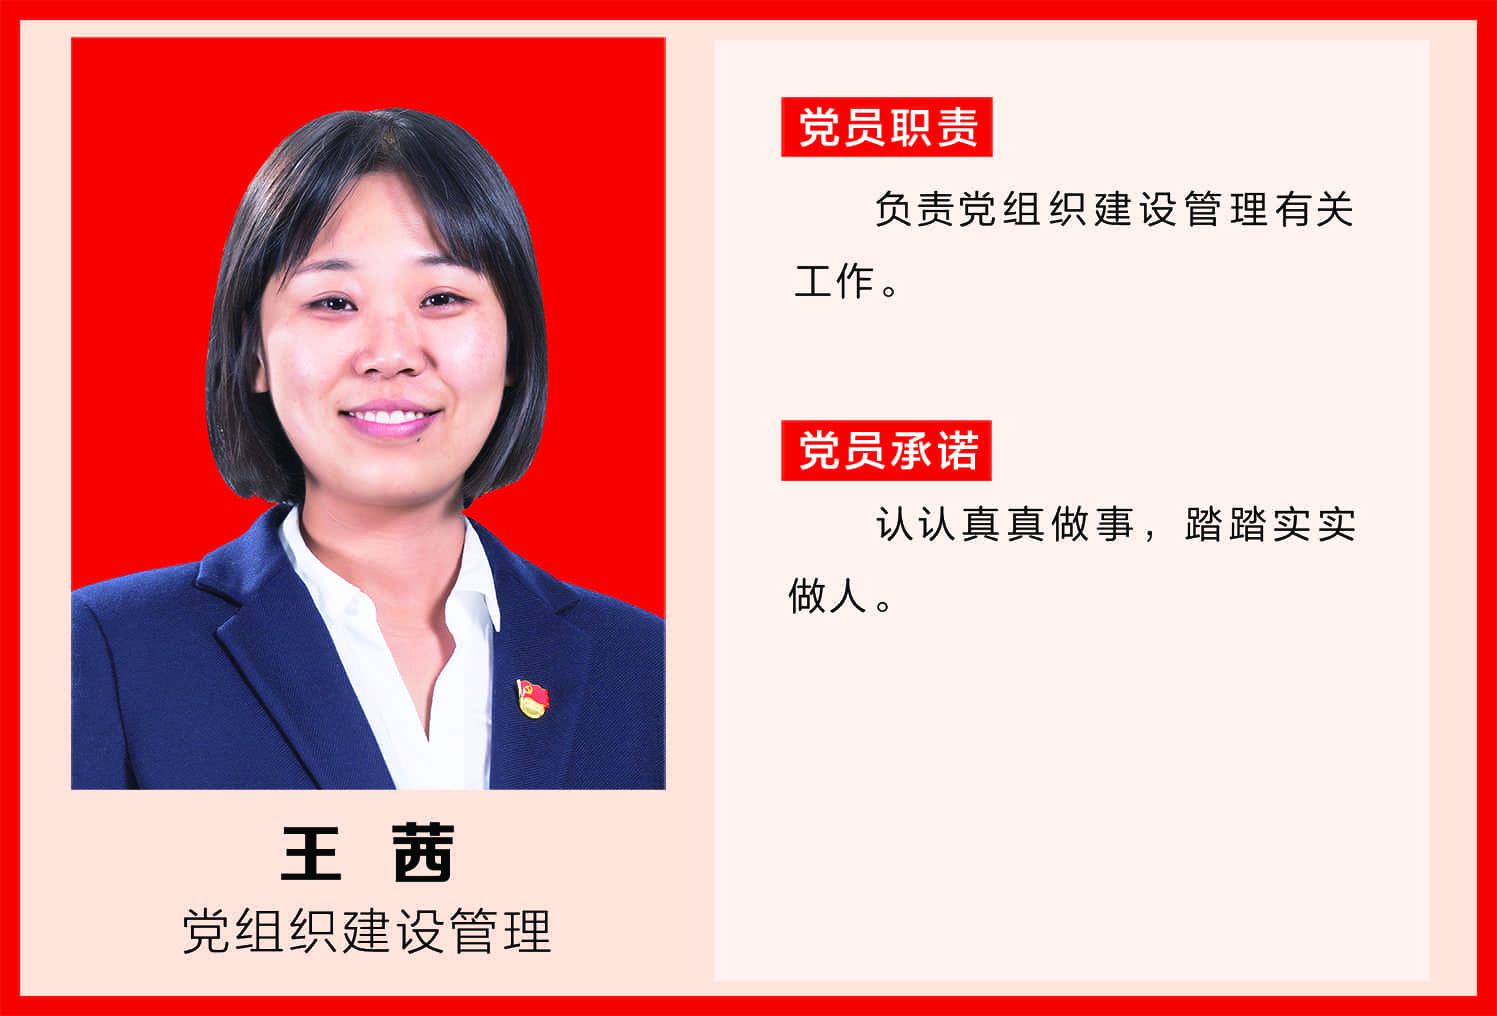 王 茜
党组织建设管理
党员职责
负责党组织建设管理有关
工作。
党员承诺
认认真真做事，踏踏实实
做人。